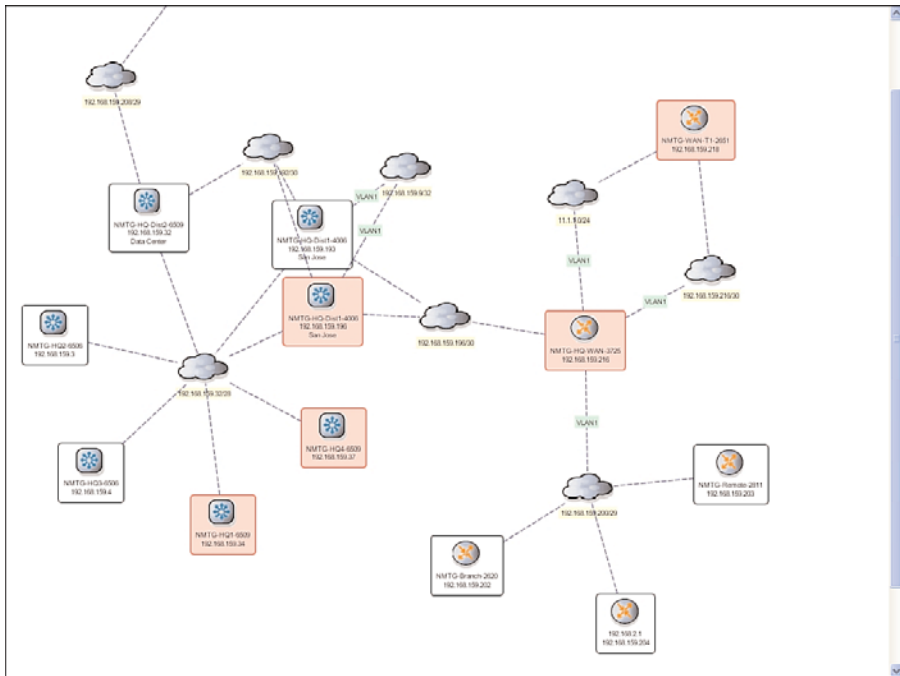 192.168.159.208/29
NMTG-HQ-Dist2-6509
192.168.159.32
Data Center
192.168.159.192/30
VLAN1
192.168.159.9/32
VLAN1
NMTG-HQ-Dist1-4006
192.168.159.193
San Jose
NMTG-HQ-Dist1-4006
192.168.159.196
San Jose
NMTG-WAN-T1-2651
192.168.159.218
11.1.1.0/24
VLAN1
192.168.159.216/30
VLAN1
192.168.159.196/30
NMTG-HQ-WAN-3725
192.168.159.216
NMTG-HQ2-6506
192.168.159.3
192.168.159.32/28
NMTG-HQ4-6509
192.168.159.37
NMTG-HQ3-6506
192.168.159.4
NMTG-HQ1-6509
192.168.159.34
VLAN1
192.168.159.200/29
NMTG-Remote-2811
192.168.159.203
NMTG-Branch-2620
192.168.159.202
192.168.2.1
192.168.159.204